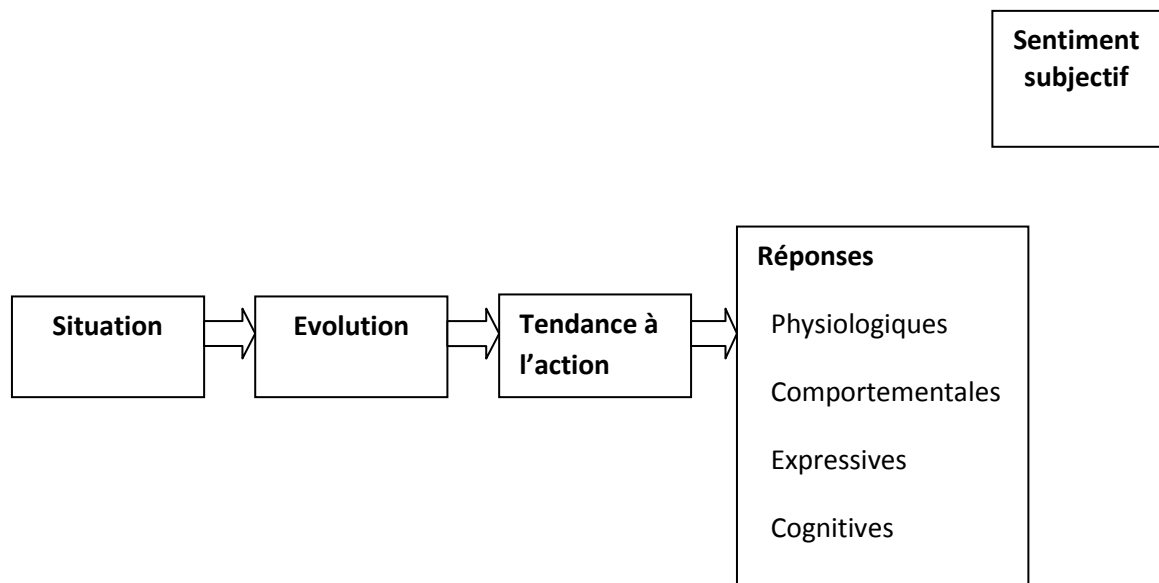 Sentiment
subjectif
Situation
Evolution
Tendance à
l’action
Réponses
Physiologiques
Comportementales
Expressives
Cognitives